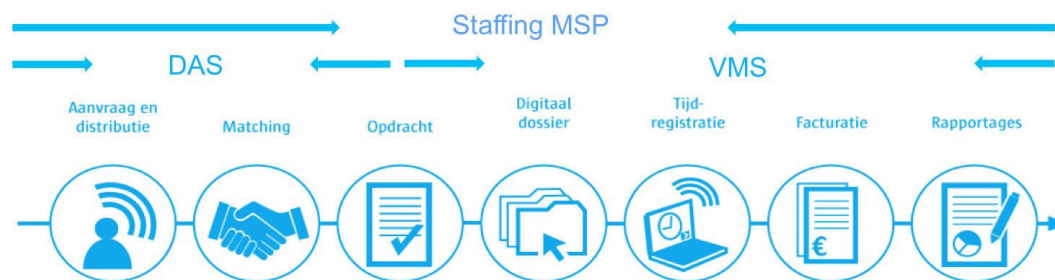 Staffing MSP
DAS
VMS
Aanvraag en
distributie
Matching
Opdracht
Digitaal
dossier
Tijd-
registratie
Facturatie
Rapportages
€